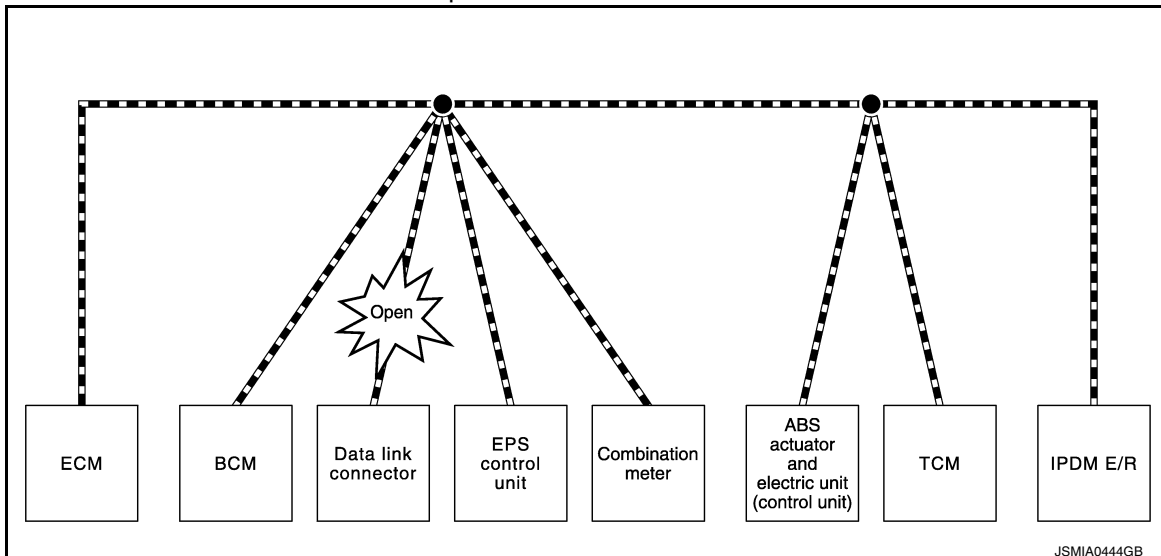 Open
ECM
BCM
Data link
connector
EPS
control
unit
Combination
meter
ABS
actuator
and
electric unit
(control unit)
TCM
IPDM E/R
JSMIA0444GB